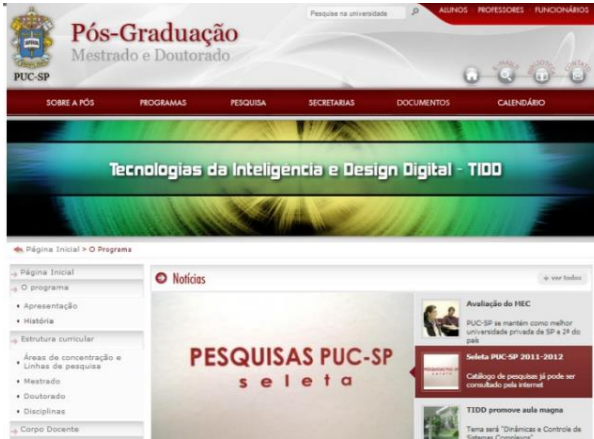 Pesquise na universidade
ALUNOS PROFESSORES FUNCIONÁRIOS
Pós-Graduação
Mestrado e Doutorado
PUC-SP
SOBRE A PÓS PROGRAMAS PESQUISA SECRETARIAS DOCUMENTOS CALENDÁRIO
Tecnologias da Inteligência e Design Digital - TIDD
Página Inicial > O Programa
Página Inicial
O programa
Apresentação
História
Estrutura curricular
Áreas de concentração e
Linhas de pesquisa
Mestrado
Doutorado
Disciplinas
Corpo Docente
Notícias
ver todos
PESQUISAS PUC-SP
seleta
Avaliação do MEC
PUC-SP se mantém como melhor
universidade privada de SP e 2ª do
país
Seleta PUC-SP 2011-2012
Catálogo de pesquisas já pode ser
consultado pela internet
TIDD promove aula magna
Tema será "Dinâmicas e Controle de
Sistemas Complexos"